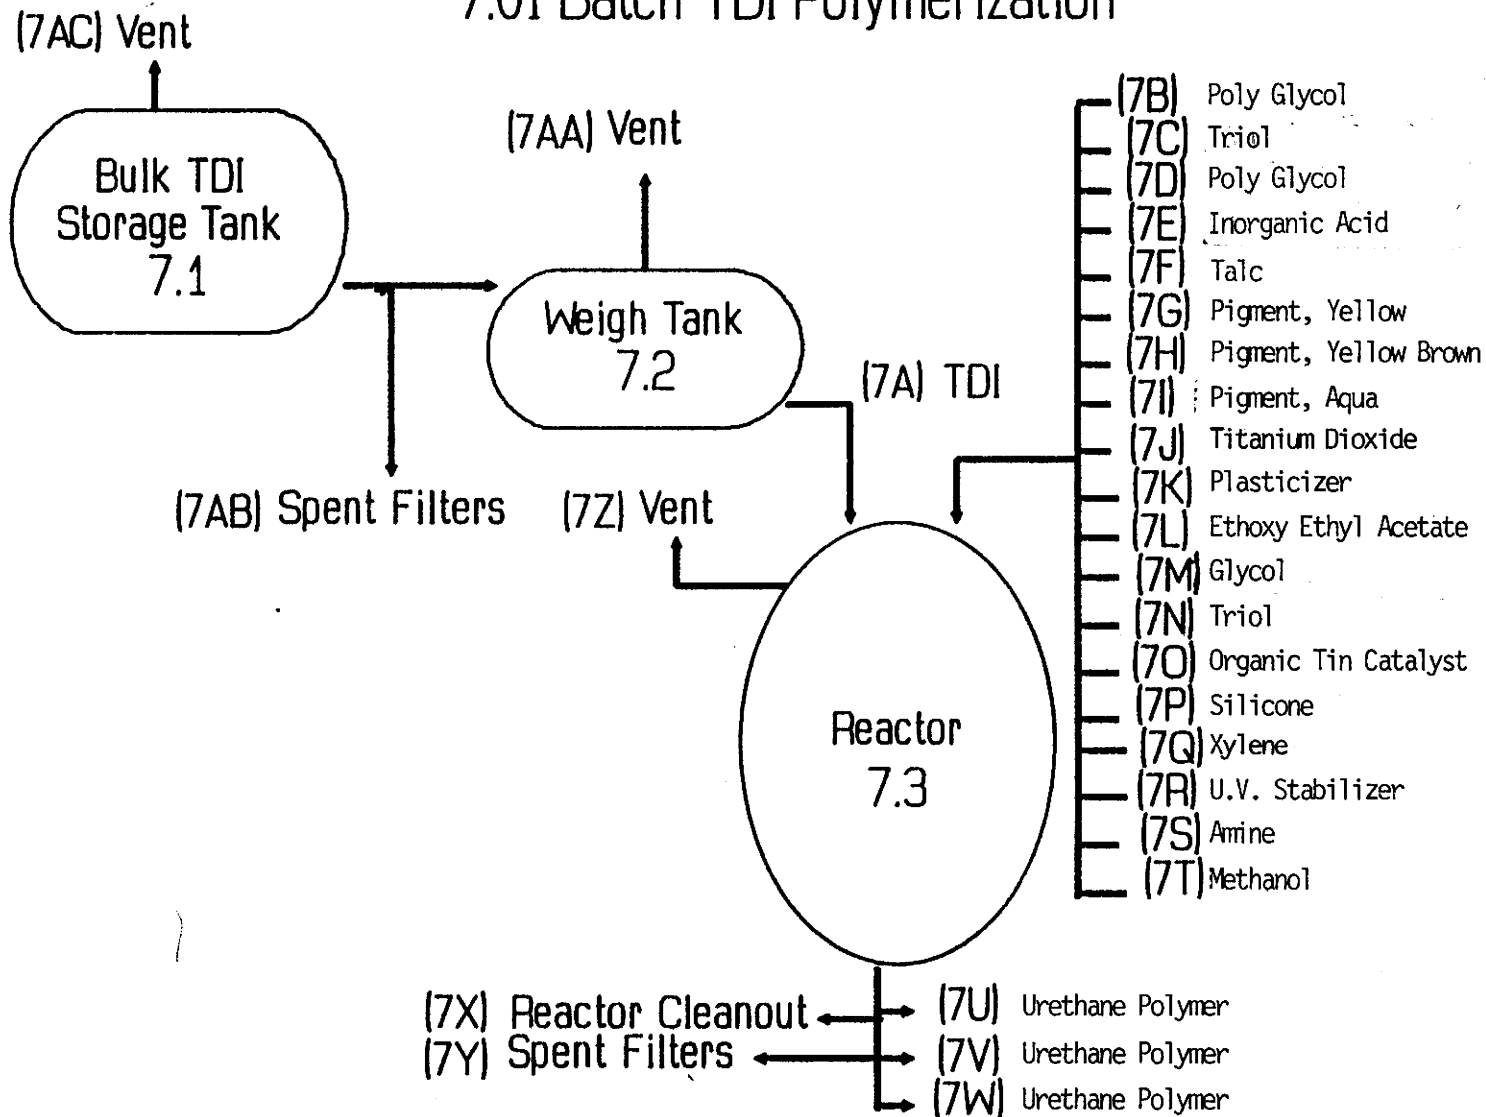 7.01 Batch TDI Polymerization
(7AC) Vent
(7AA) Vent
Bulk TDI
Storage Tank
7.1
Weigh Tank
7.2
(7A) TDI
(7AB) Spent Filters
(7Z) Vent
Reactor
7.3
(7B) Poly Glycol
(7C) Triol
(7D) Poly Glycol
(7E) Inorganic Acid
(7F) Talc
(7G) Pigment, Yellow
(7H) Pigment, Yellow Brown
(7I) Pigment, Aqua
(7J) Titanium Dioxide
(7K) Plasticizer
(7L) Ethoxy Ethyl Acetate
(7M) Glycol
(7N) Triol
(7O) Organic Tin Catalyst
(7P) Silicone
(7Q) Xylene
(7R) U.V. Stabilizer
(7S) Amine
(7T) Methanol
(7X) Reactor Cleanout
(7Y) Spent Filters
(7U) Urethane Polymer
(7V) Urethane Polymer
(7W) Urethane Polymer